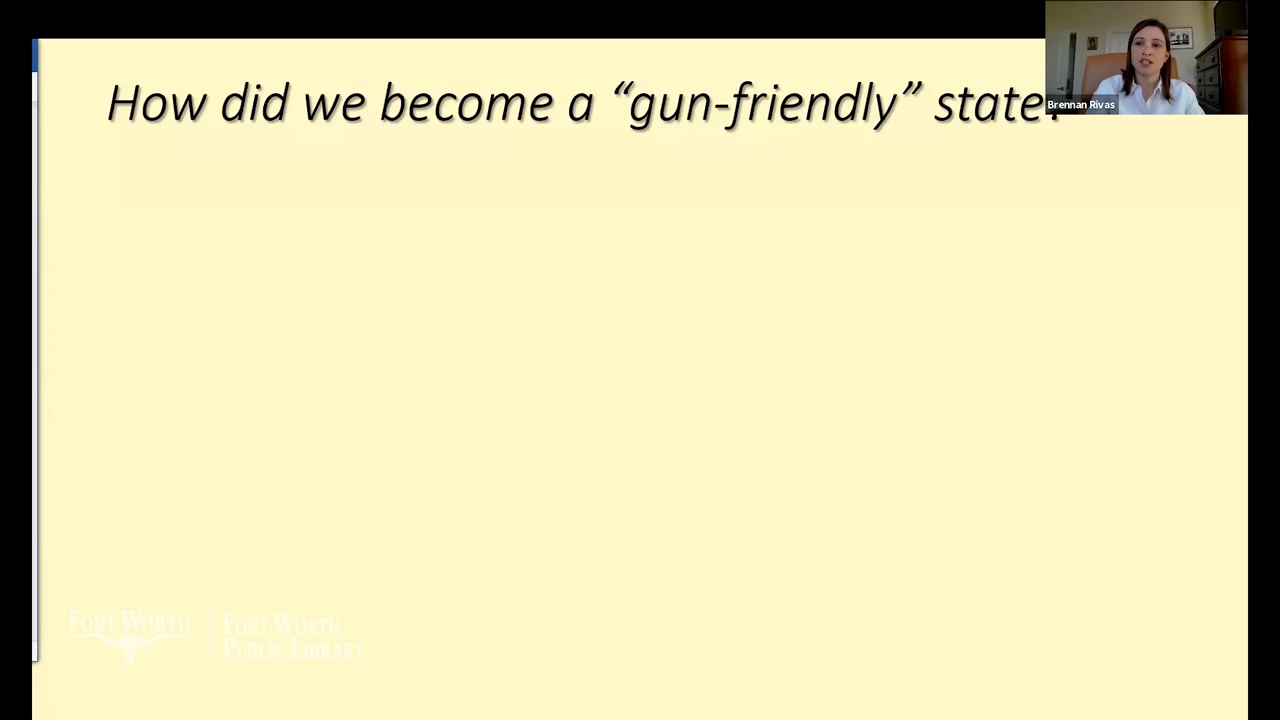 How did we become a “gun-friendly” state?
Brennan Rivas
FORT WORTH
FORT WORTH
PUBLIC LIBRARY